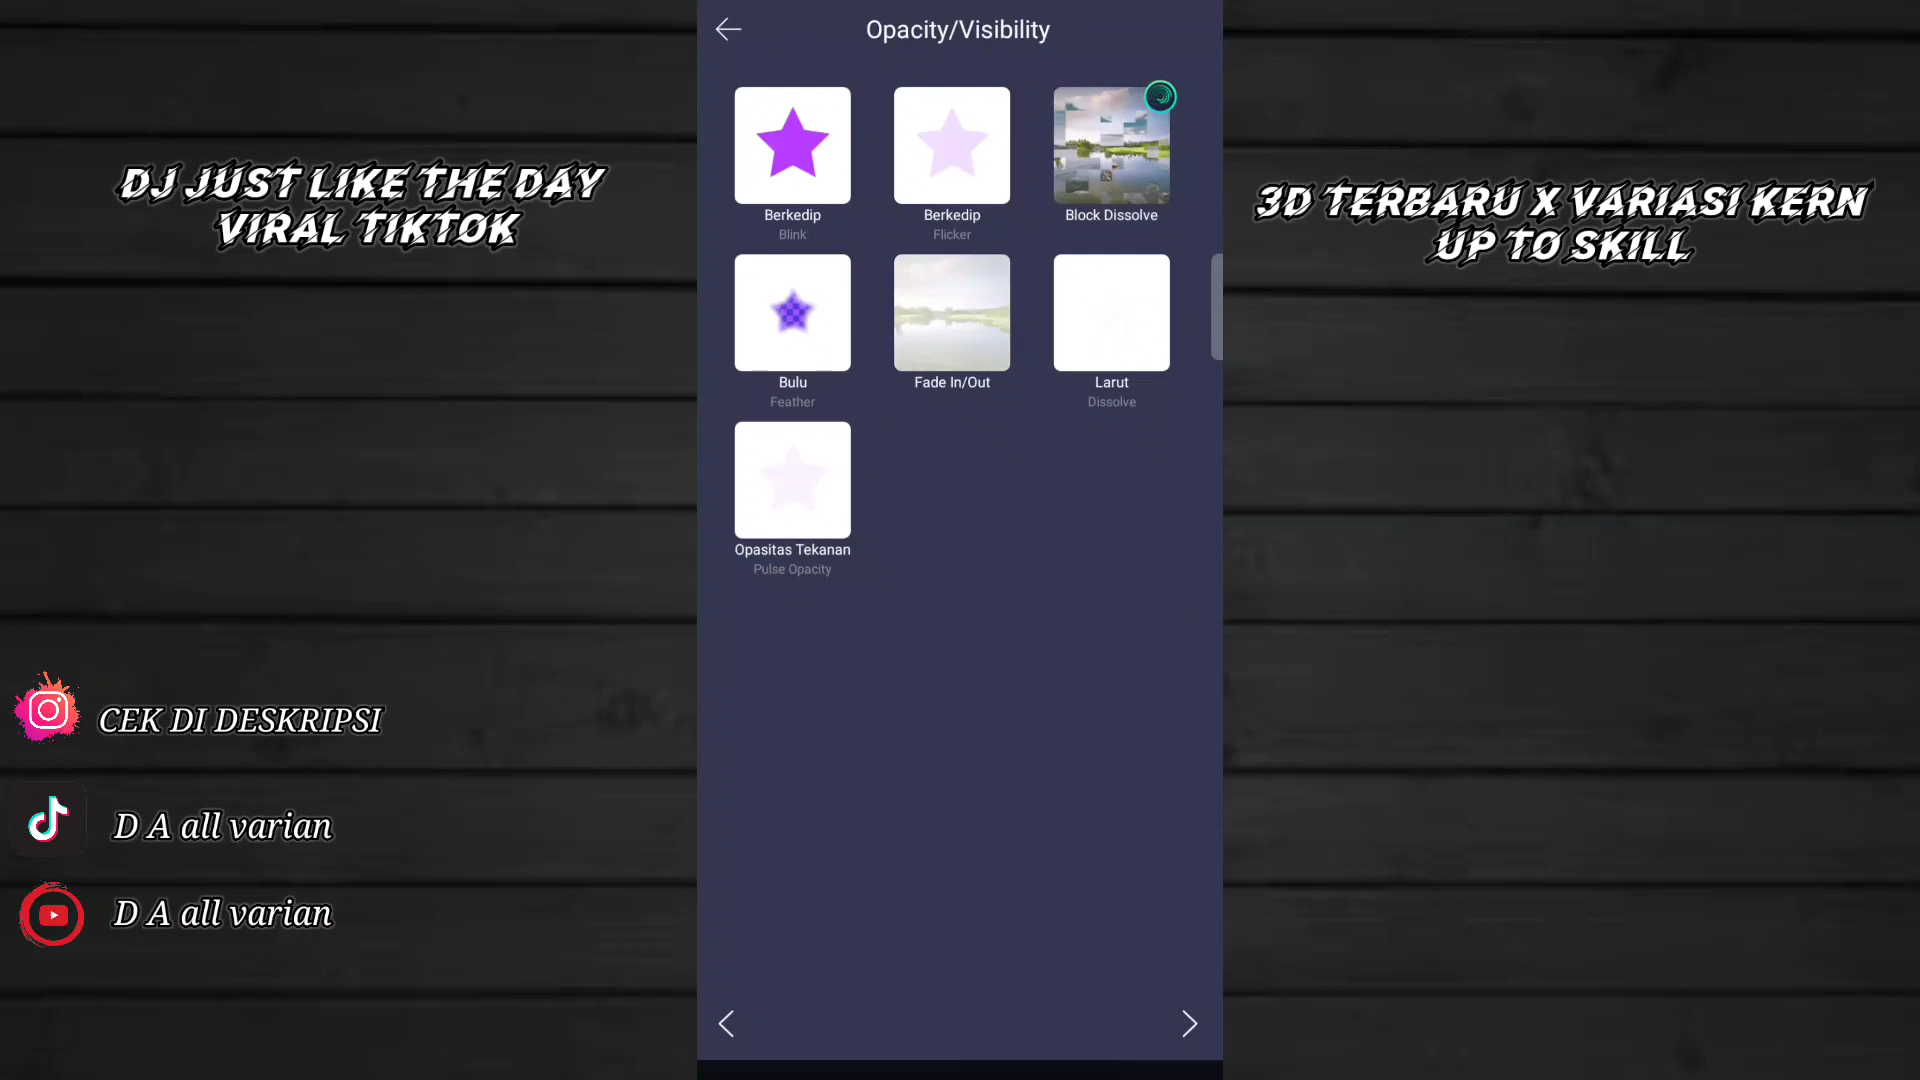 Opacity/Visibility
DJ JUST LIKE THE DAY
VIRAL TIKTOK
3D TERBARU X VARIASI KERN
UP TO SKILL
Berkedip
Blink
Berkedip
Flicker
Block Dissolve
Bulu
Feather
Fade In/Out
Larut
Dissolve
Opasitas Tekanan
Pulse Opacity
CEK DI DESKRIPSI
D A all varian
D A all varian